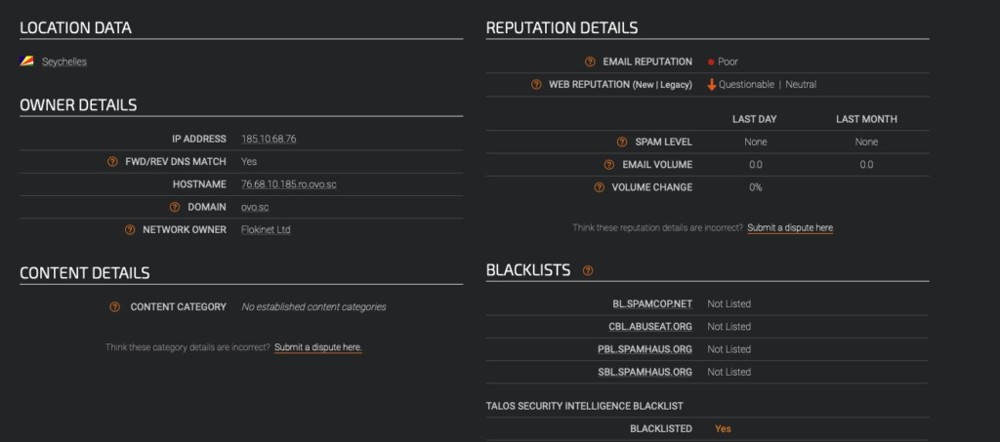 LOCATION DATA
Seychelles
OWNER DETAILS
IP ADDRESS 185.10.68.76
FWD/REV DNS MATCH Yes
HOSTNAME 76.68.10.185.ro.ovo.sc
DOMAIN ovo.sc
NETWORK OWNER Flokinet Ltd
CONTENT DETAILS
CONTENT CATEGORY No established content categories
Think these category details are incorrect? Submit a dispute here.
REPUTATION DETAILS
EMAIL REPUTATION Poor
WEB REPUTATION (New | Legacy) Questionable | Neutral
LAST DAY LAST MONTH
SPAM LEVEL None None
EMAIL VOLUME 0.0 0.0
VOLUME CHANGE 0%
Think these reputation details are incorrect? Submit a dispute here.
BLACKLISTS
BL.SPAMCOP.NET Not Listed
CBL.ABUSEAT.ORG Not Listed
PBL.SPAMHAUS.ORG Not Listed
SBL.SPAMHAUS.ORG Not Listed
TALOS SECURITY INTELLIGENCE BLACKLIST
BLACKLISTED Yes